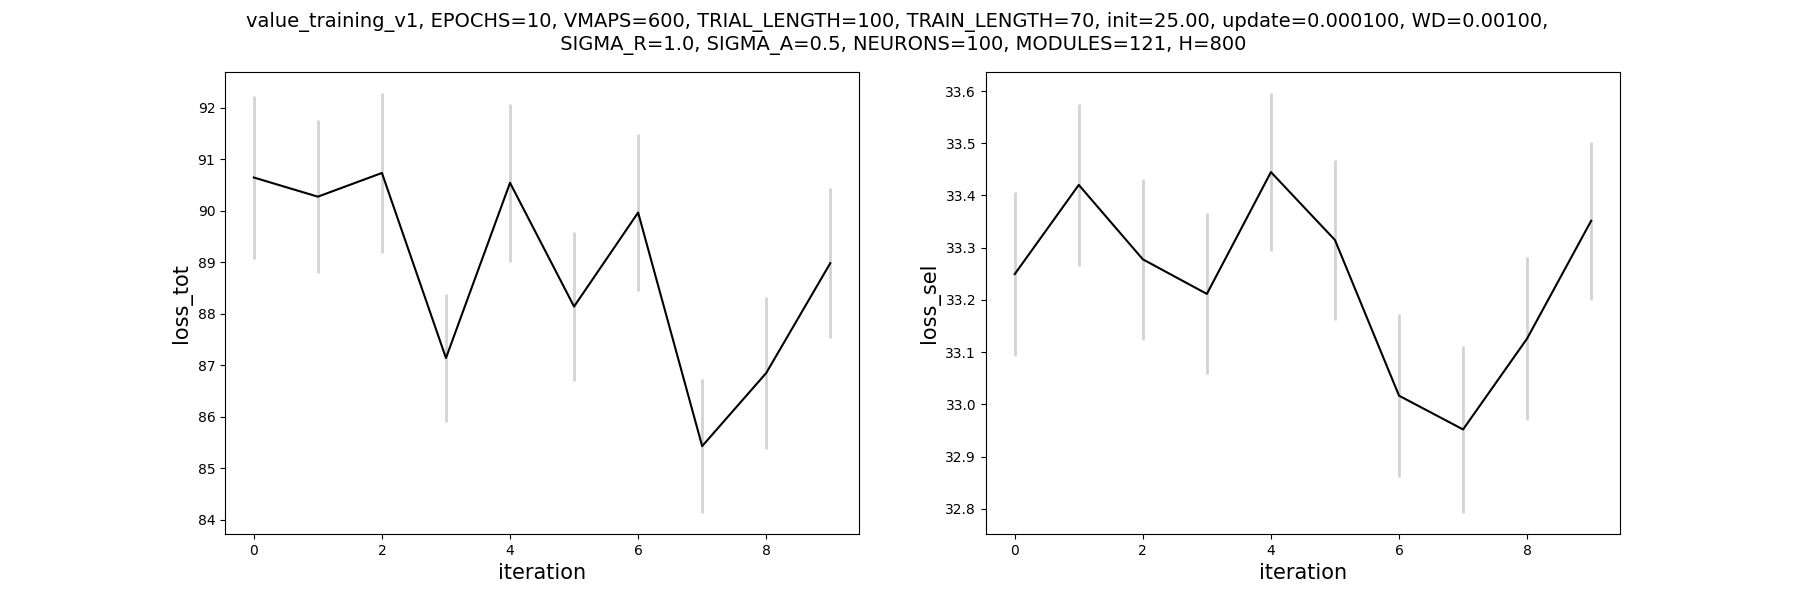 value_training_v1, EPOCHS=10, VMAPS=600, TRIAL_LENGTH=100, TRAIN_LENGTH=70, init=25.00, update=0.000100, WD=0.00100,
SIGMA_R=1.0, SIGMA_A=0.5, NEURONS=100, MODULES=121, H=800
loss_tot
92
91
90
89
88
87
86
85
84
0 2 4 6 8
iteration
loss_sel
33.6
33.5
33.4
33.3
33.2
33.1
33.0
32.9
32.8
0 2 4 6 8
iteration